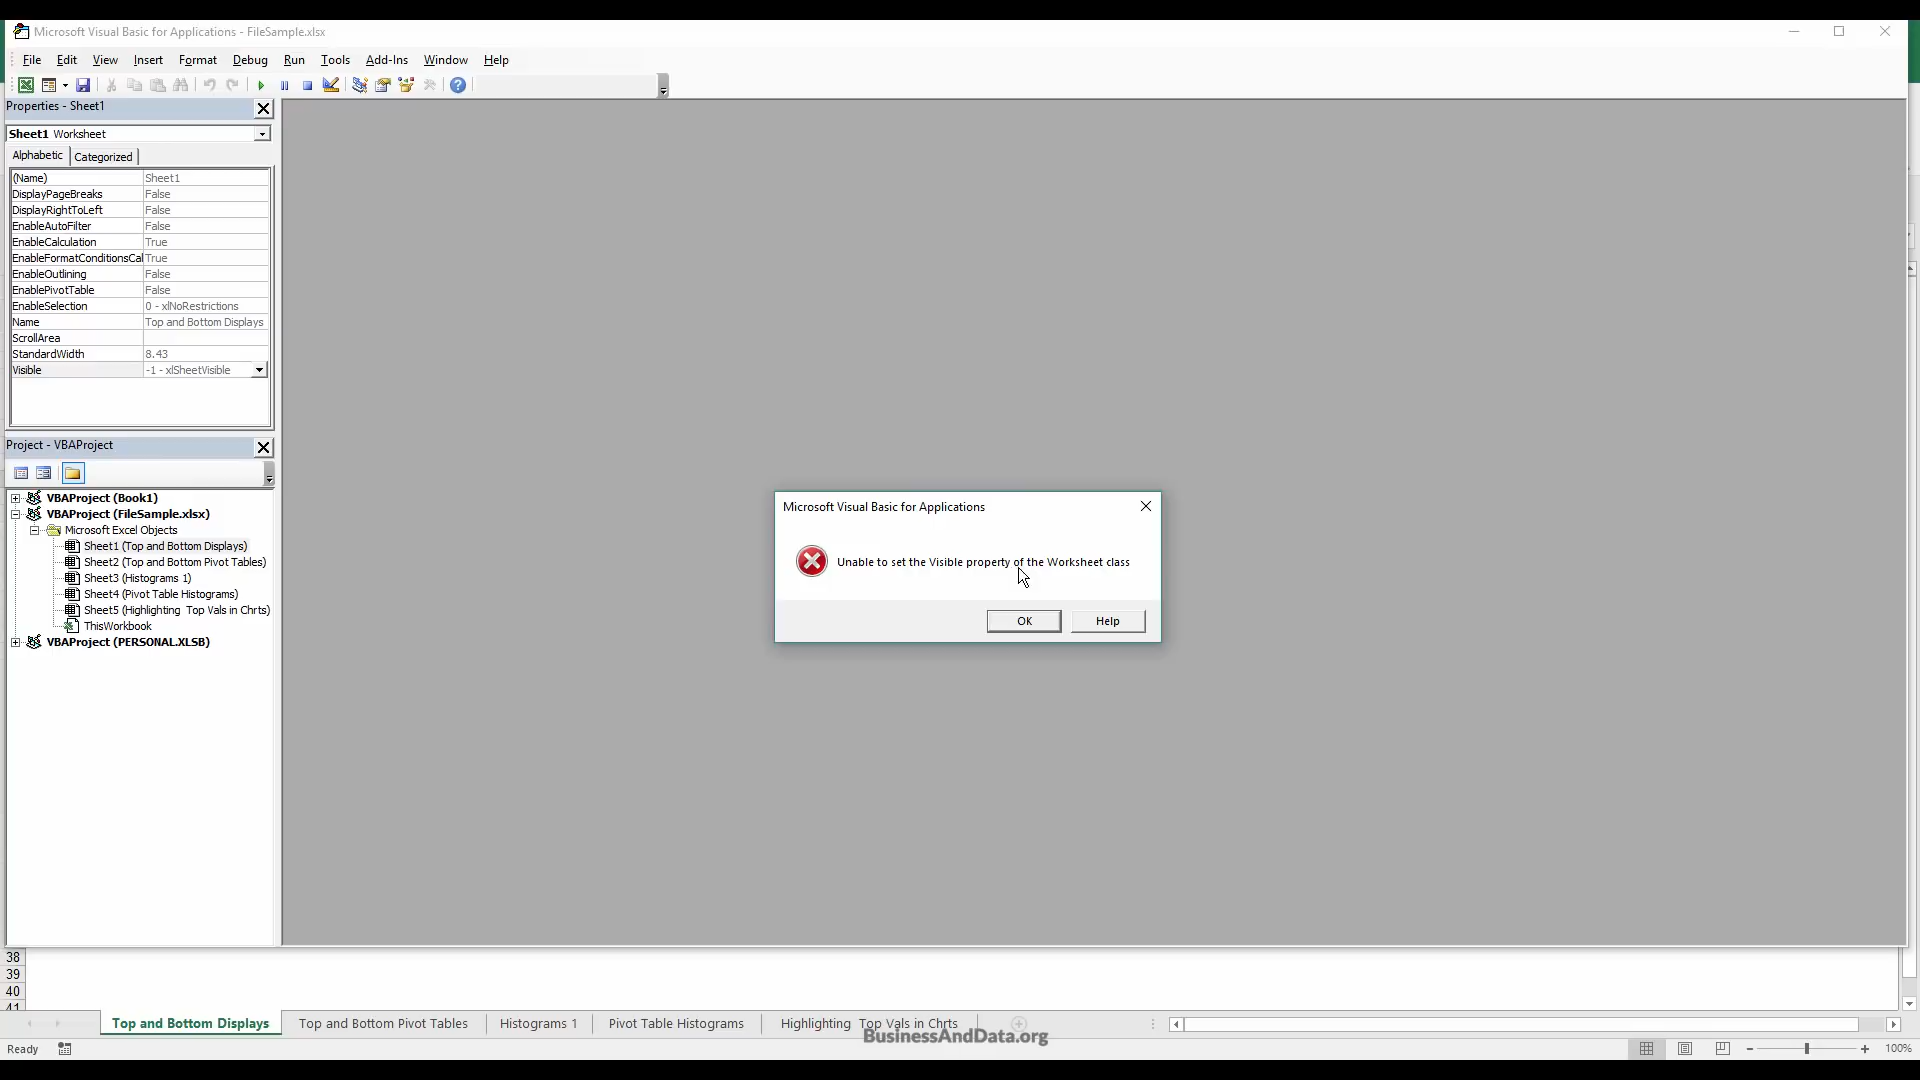 Microsoft Visual Basic for Applications - FileSample.xlsx
File Edit View Insert Format Debug Run Tools Add-Ins Window Help
Properties - Sheet1
Sheet1 Worksheet
Alphabetic Categorized
(Name) Sheet1
DisplayPageBreaks False
DisplayRightToLeft False
EnableAutoFilter False
EnableCalculation True
EnableFormatConditionsCal True
EnableOutlining False
EnablePivotTable False
EnableSelection 0 - xlNoRestrictions
Name Top and Bottom Displays
ScrollArea
StandardWidth 8.43
Visible -1 - xlSheetVisible
Project - VBAProject
VBAProject (Book1)
VBAProject (FileSample.xlsx)
Microsoft Excel Objects
Sheet1 (Top and Bottom Displays)
Sheet2 (Top and Bottom Pivot Tables)
Sheet3 (Histograms 1)
Sheet4 (Pivot Table Histograms)
Sheet5 (Highlighting  Top Vals in Chrts)
ThisWorkbook
VBAProject (PERSONAL.XLSB)
Microsoft Visual Basic for Applications
Unable to set the Visible property of the Worksheet class
OK Help
38
39
40
41
Top and Bottom Displays Top and Bottom Pivot Tables Histograms 1 Pivot Table Histograms Highlighting  Top Vals in Chrts
BusinessAndData.org
Ready 100%